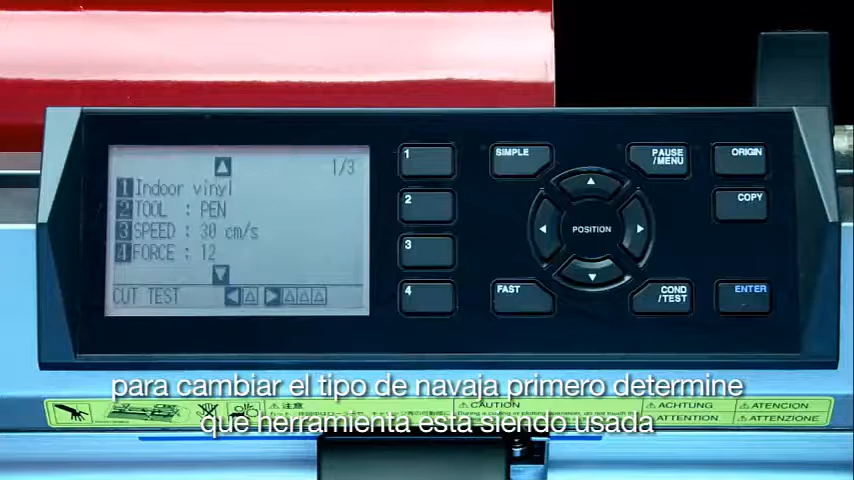 1/3
1 Indoor vinyl
2 TOOL : PEN
3 SPEED : 30 cm/s
4 FORCE : 12
CUT TEST
1
2
3
4
SIMPLE
PAUSE
/MENU
ORIGIN
COPY
POSITION
FAST
COND
/TEST
ENTER
para cambiar el tipo de navaja primero determine
que herramienta esta siendo usada
注意
CAUTION
ACHTUNG
ATENCION
ATTENTION
ATTENZIONE